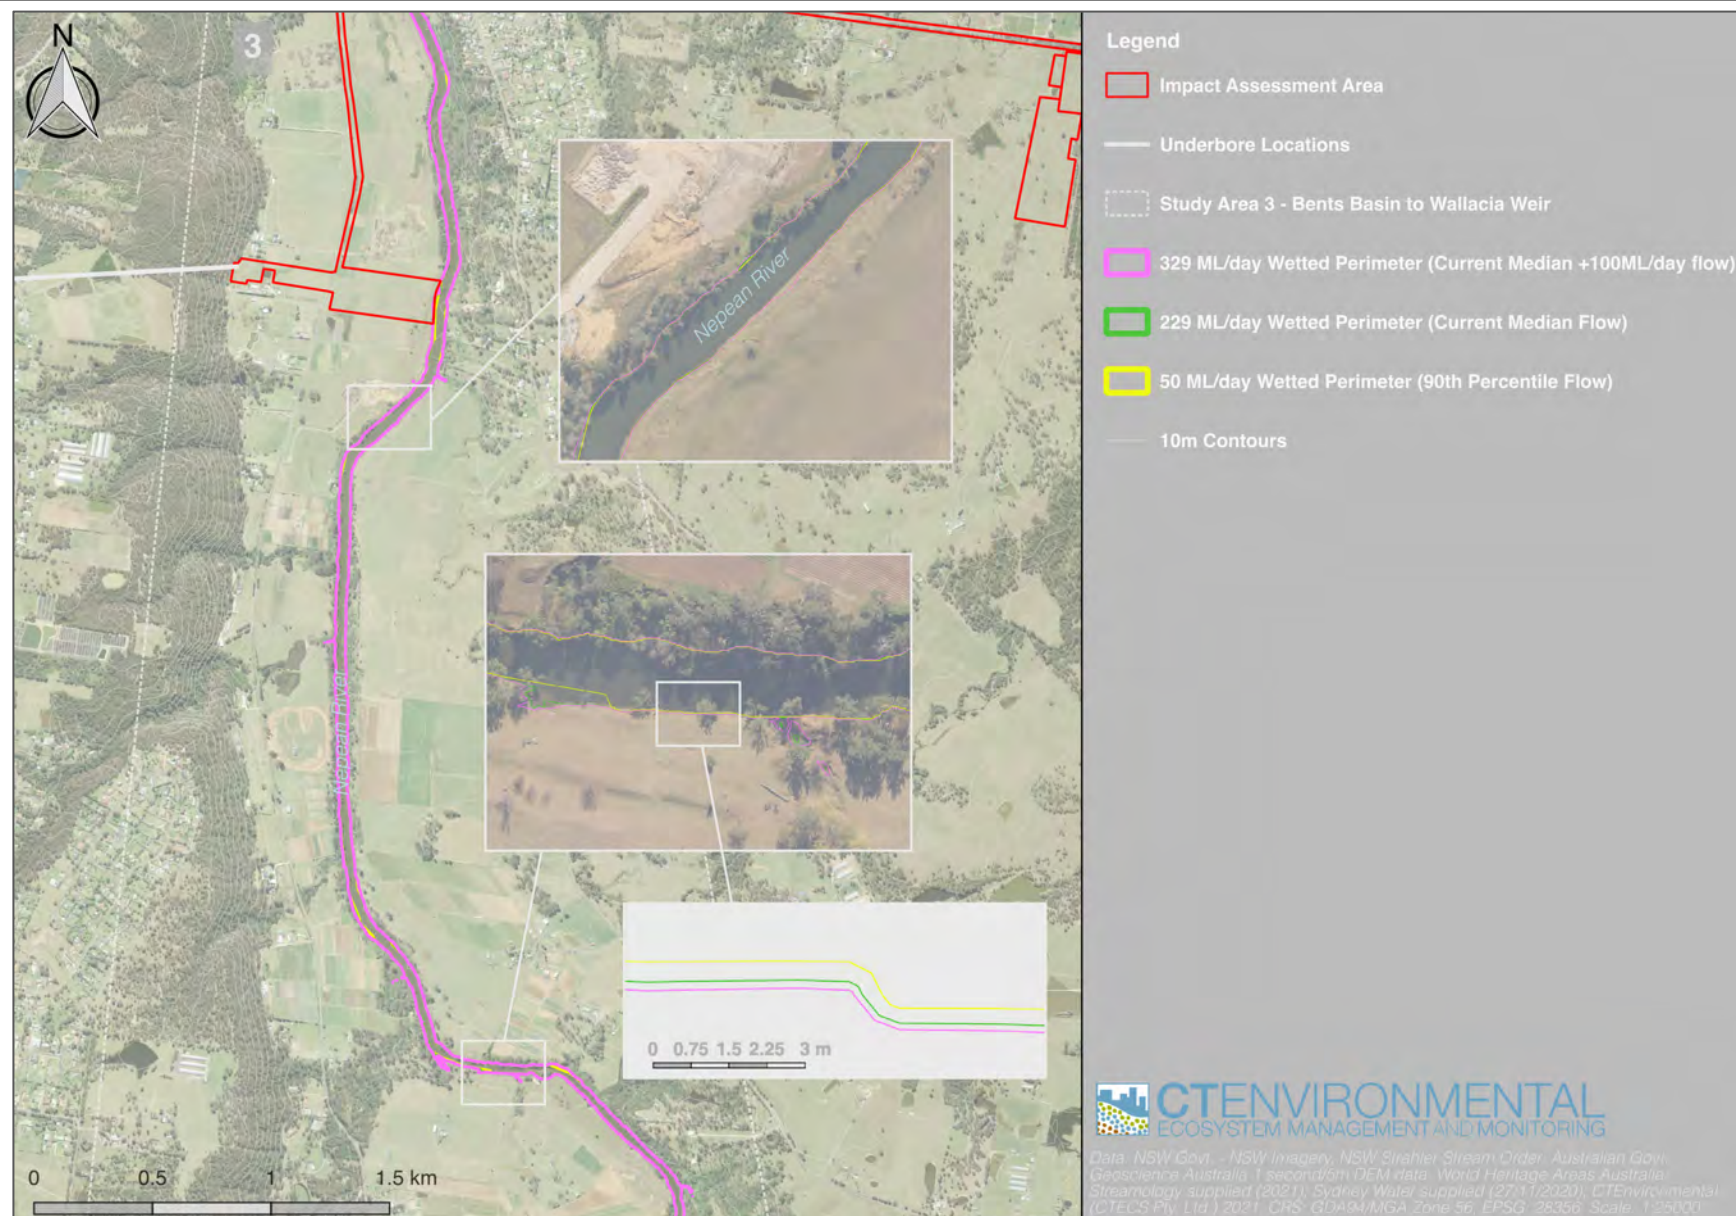 N
3
Nepean River
Nepean River
0 0.75 1.5 2.25 3 m
0 0.5 1 1.5 km
Legend
Impact Assessment Area
Underbore Locations
Study Area 3 - Bents Basin to Wallacia Weir
329 ML/day Wetted Perimeter (Current Median +100ML/day flow)
229 ML/day Wetted Perimeter (Current Median Flow)
50 ML/day Wetted Perimeter (90th Percentile Flow)
10m Contours
CTENVIRONMENTAL
ECOSYSTEM MANAGEMENT AND MONITORING
Data: NSW Govt. - NSW Imagery, NSW Strahler Stream Order, Australian Govt.
Geoscience Australia 1 second/5m DEM data, World Heritage Areas Australia.
Streamology supplied (2021), Sydney Water supplied (27/11/2020), CTEnvironmental
(CTECS Pty. Ltd.) 2021. CRS: GDA94/MGA Zone 56, EPSG: 28356. Scale: 1:25000